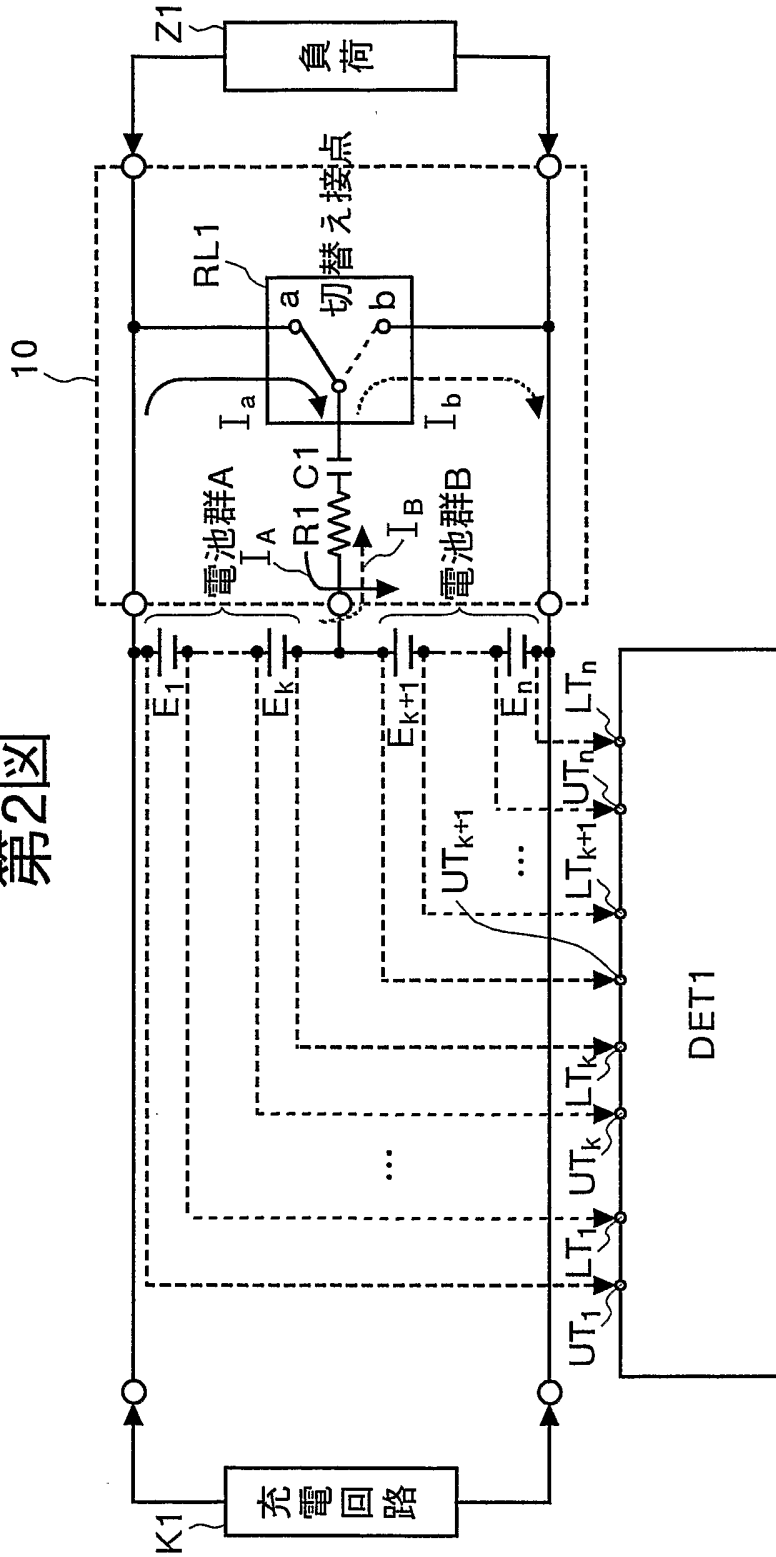 第2図
10
K1
充電回路
Z1
負荷
RL1
a
切替え接点
b
Ia
Ib
電池群A
IA
R1
C1
IB
電池群B
E1
Ek
Ek+1
En
UT1
LT1
...
UTk
LTk
UTk+1
LTk+1
...
UTn
LTn
DET1